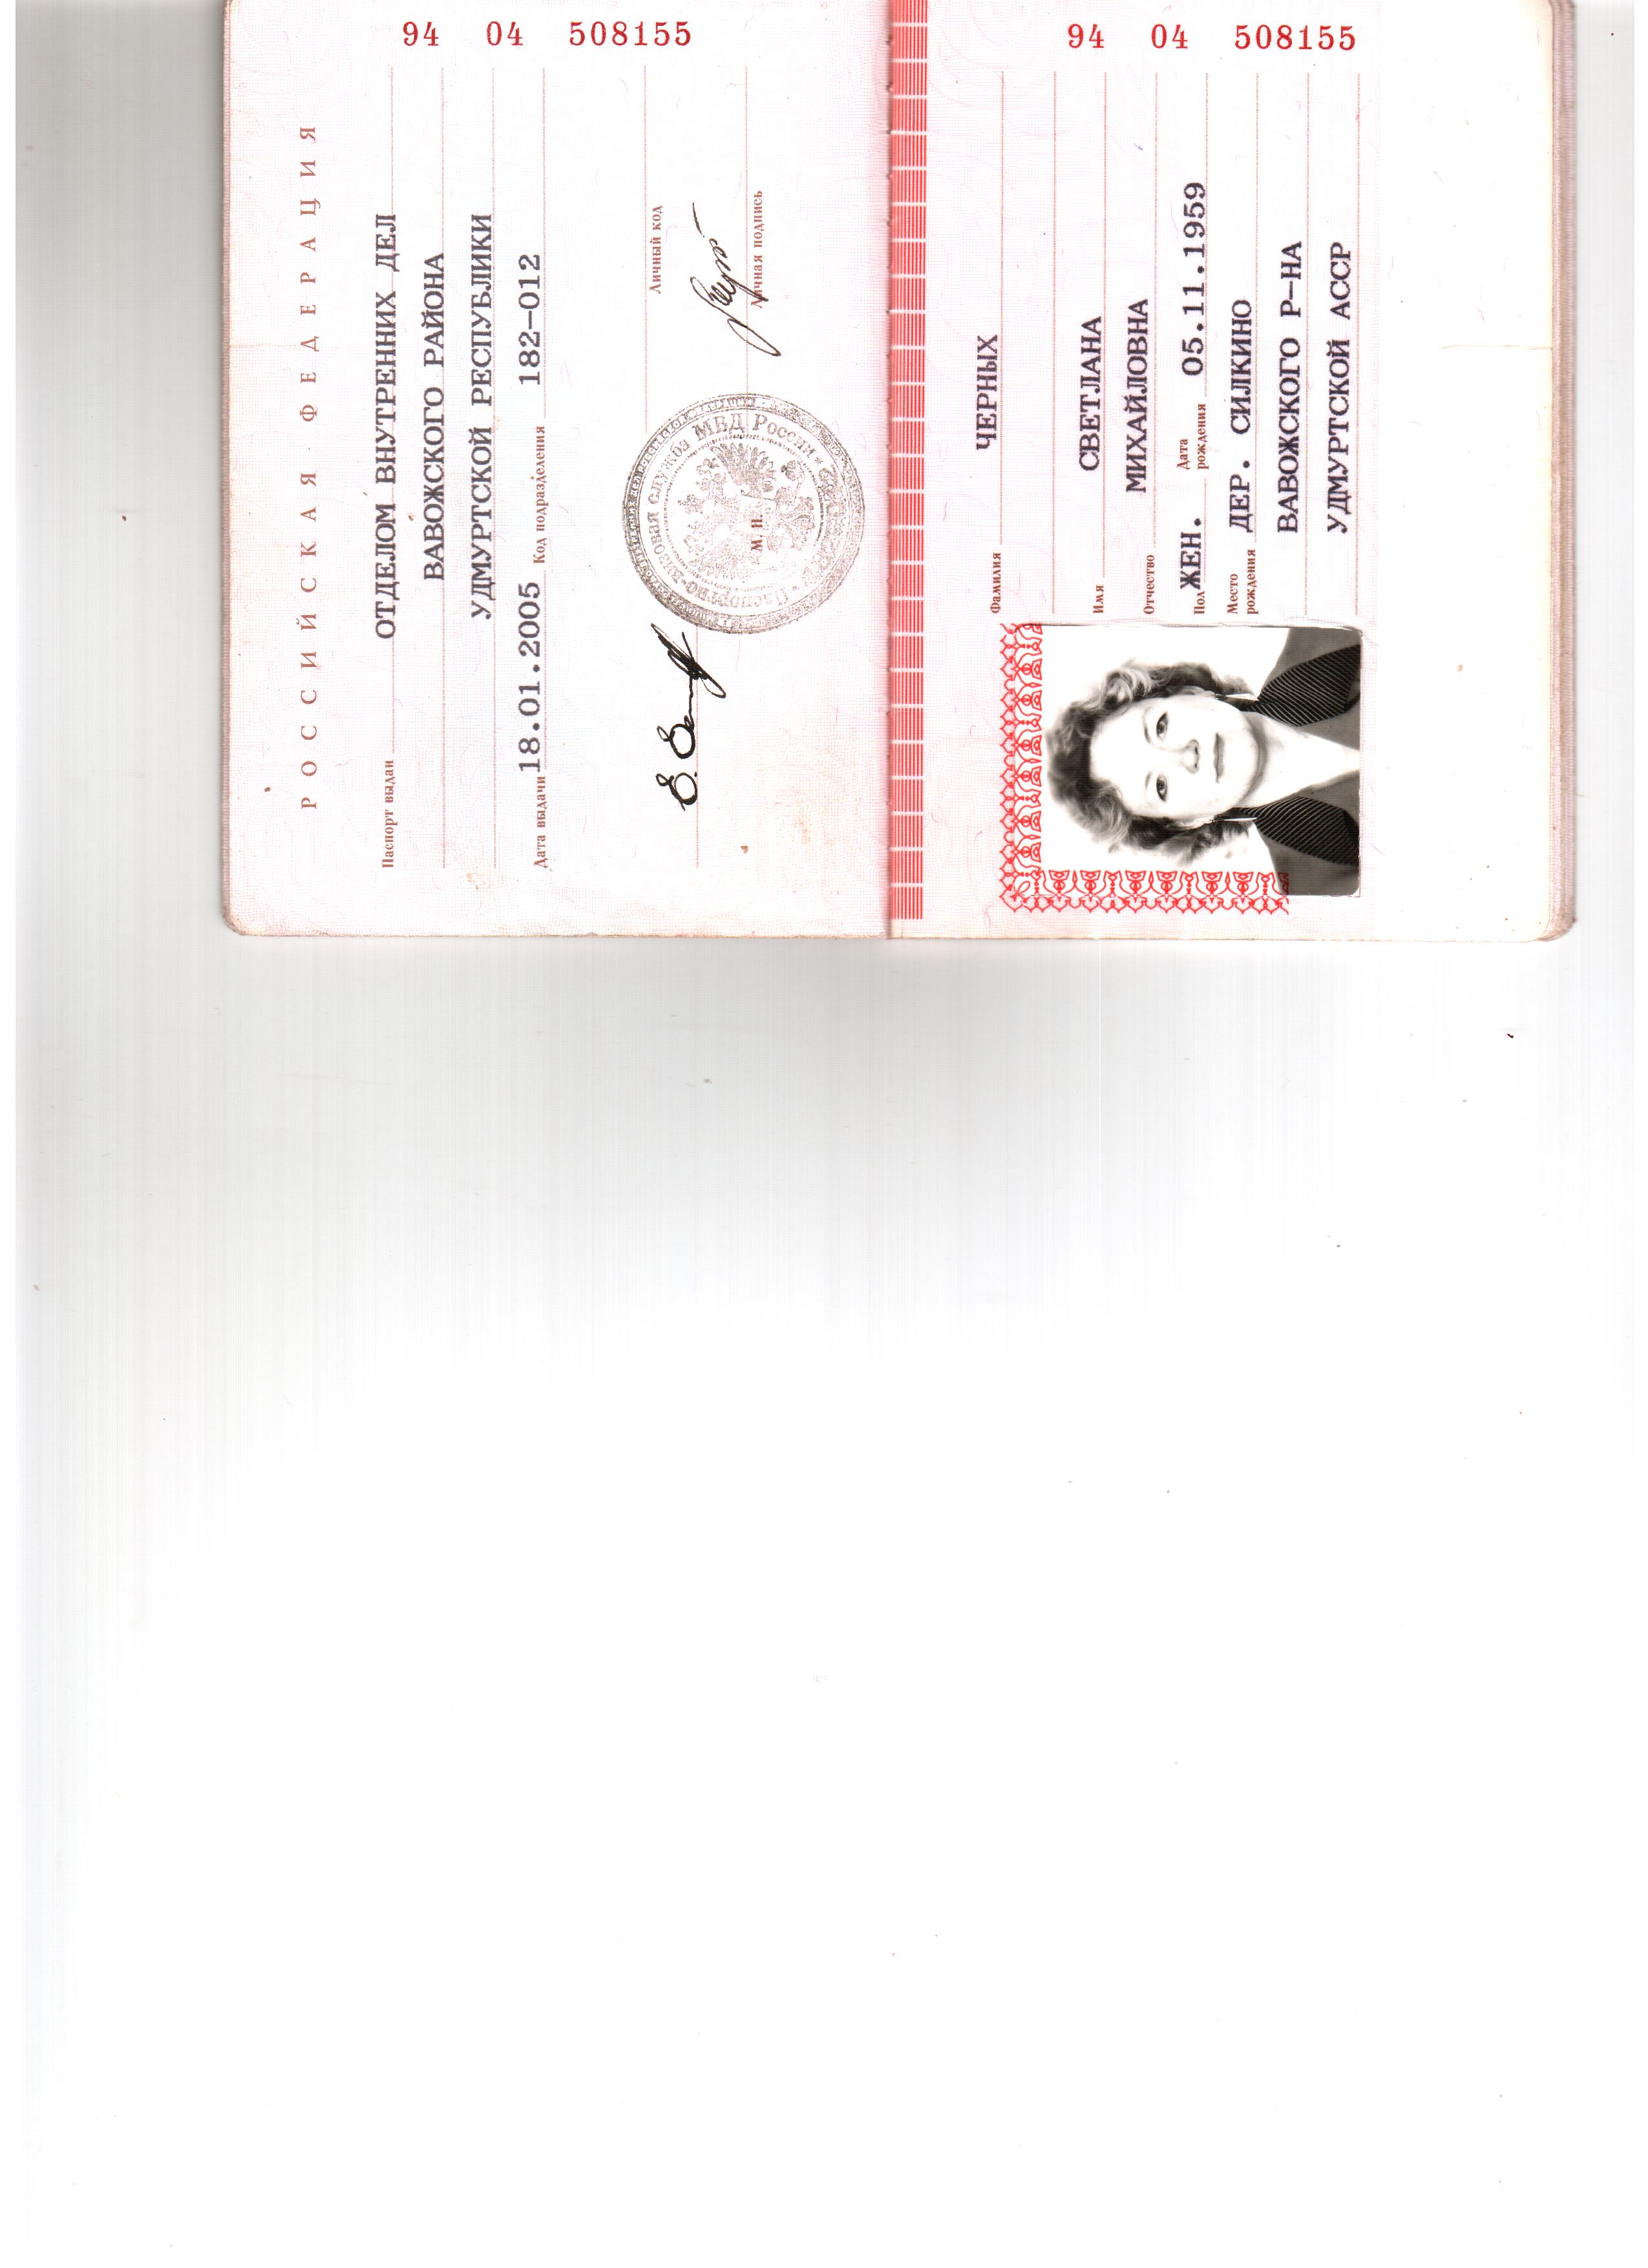 РОССИЙСКАЯ ФЕДЕРАЦИЯ
Паспорт выдан ОТДЕЛОМ ВНУТРЕННИХ ДЕЛ
ВАВОЖСКОГО РАЙОНА
УДМУРТСКОЙ РЕСПУБЛИКИ
Дата выдачи 18.01.2005 Код подразделения 182-012
Личный код
Личная подпись
М. П.
Паспортно-визовая служба МВД России
94 04 508155
Фамилия ЧЕРНЫХ
Имя СВЕТЛАНА
Отчество МИХАЙЛОВНА
Пол ЖЕН. Дата рождения 05.11.1959
Место рождения ДЕР. СИЛКИНО
ВАВОЖСКОГО Р-НА
УДМУРТСКОЙ АССР
94 04 508155